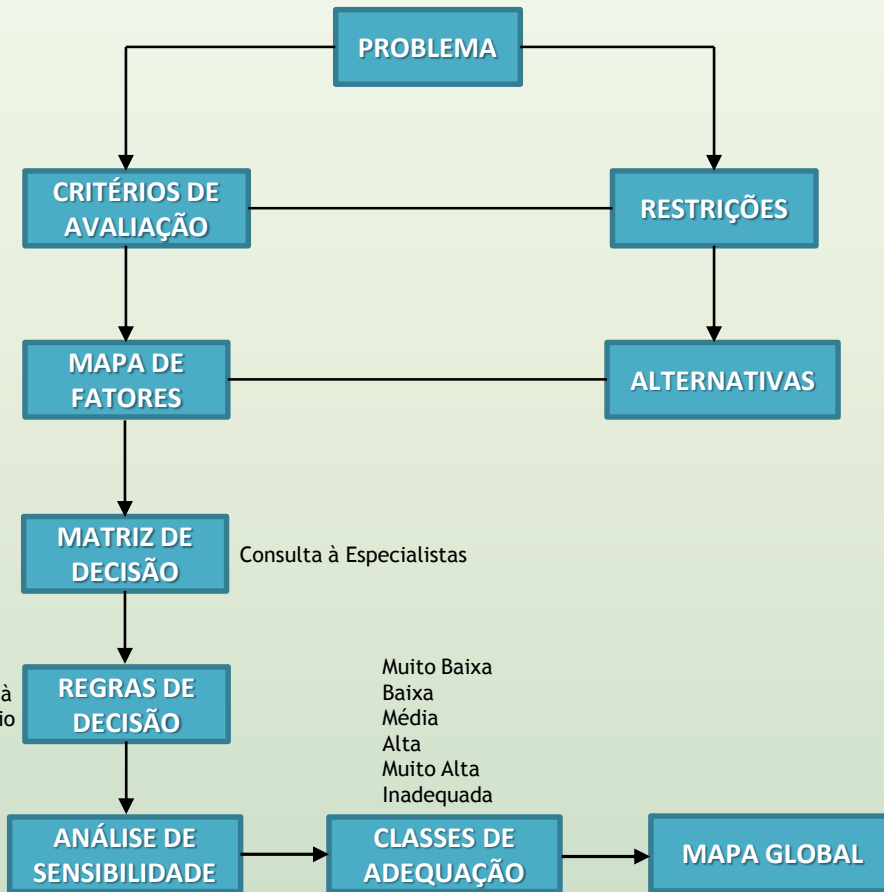 PROBLEMA
CRITÉRIOS DE
AVALIAÇÃO
RESTRIÇÕES
MAPA DE
FATORES
ALTERNATIVAS
MATRIZ DE
DECISÃO
Consulta à Especialistas
à
REGRAS DE
DECISÃO
Muito Baixa
Baixa
Média
Alta
Muito Alta
Inadequada
ANÁLISE DE
SENSIBILIDADE
CLASSES DE
ADEQUAÇÃO
MAPA GLOBAL